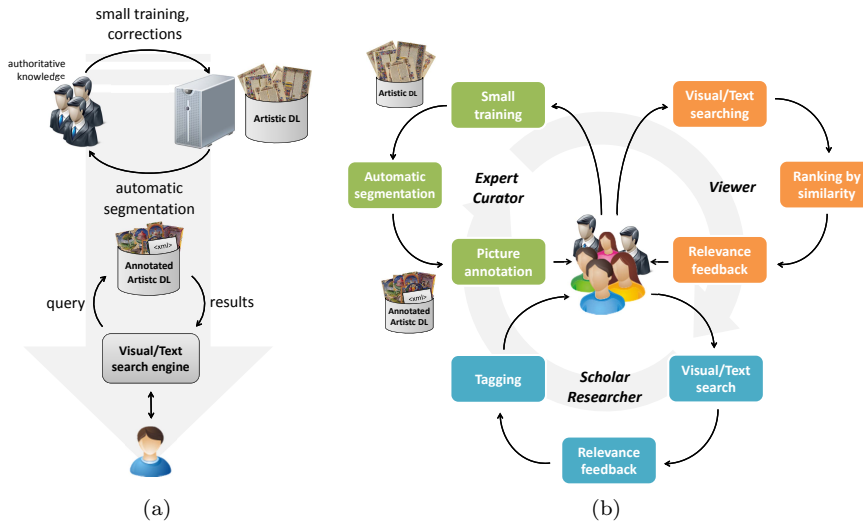 small training,
corrections
authoritative
knowledge
Artistic DL
automatic
segmentation
<xml>
Annotated
Artistc DL
query
results
Visual/Text
search engine
(a)
Artistic DL
Small
training
Visual/Text
searching
Automatic
segmentation
Expert
Curator
Viewer
Ranking by
similarity
Picture
annotation
Relevance
feedback
<xml>
Annotated
Artistc DL
Tagging
Scholar
Researcher
Visual/Text
search
Relevance
feedback
(b)